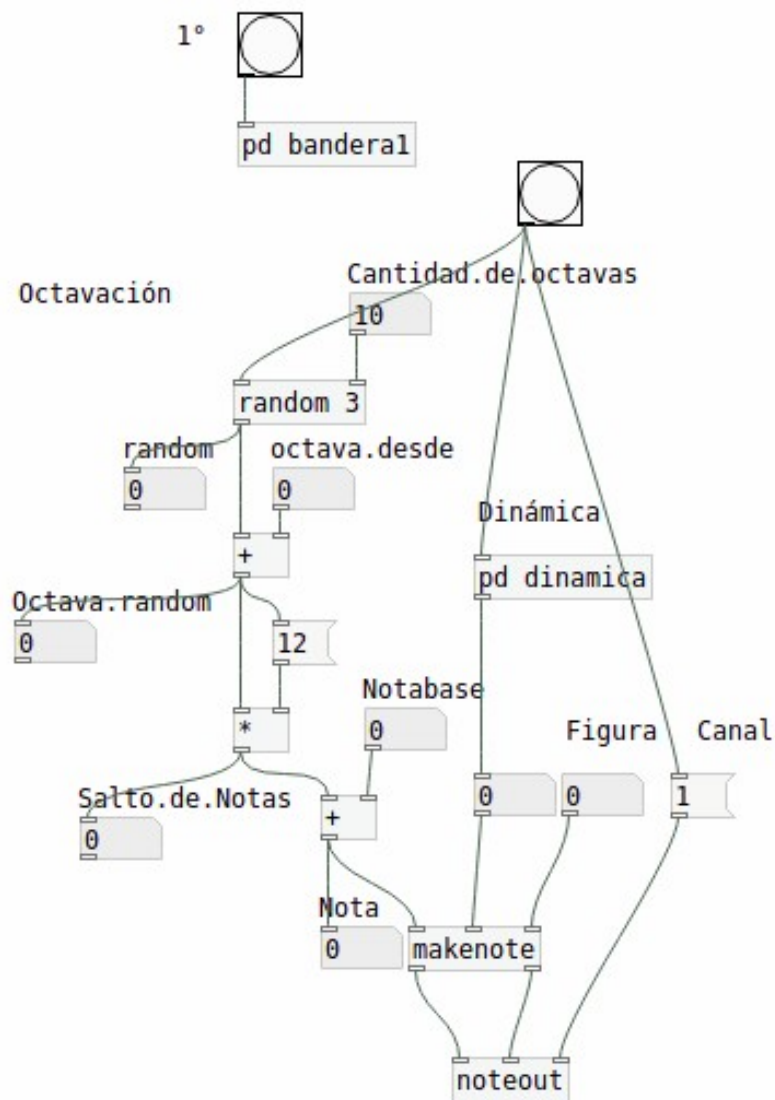 1°
pd bandera1
Cantidad.de.octavas
Octavación
10
random 3
random
octava.desde
0
0
Dinámica
+
pd dinamica
Octava.random
0
12
Notabase
*
0
Figura
Canal
Salto.de.Notas
0
+
0
0
1
Nota
0
makenote
noteout